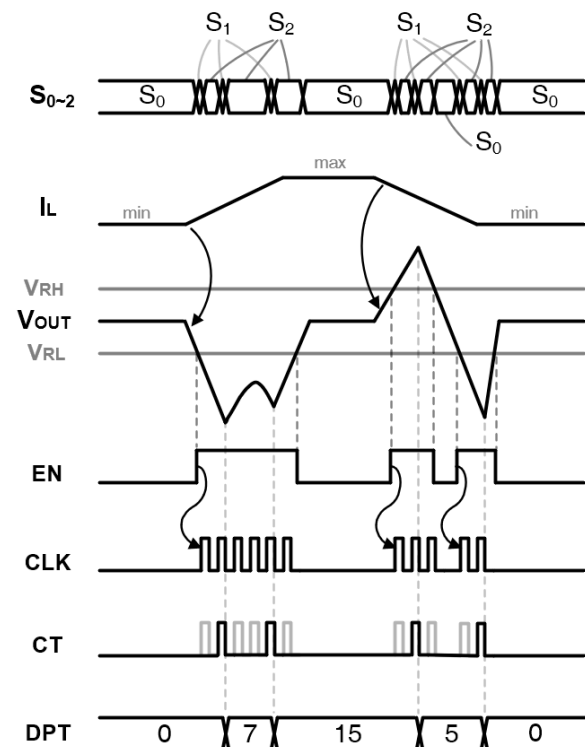 S1 S2 S1 S2
S0~2 S0 S0 S0
S0
IL min max min
VRH
VOUT
VRL
EN
CLK
CT
DPT 0 7 15 5 0